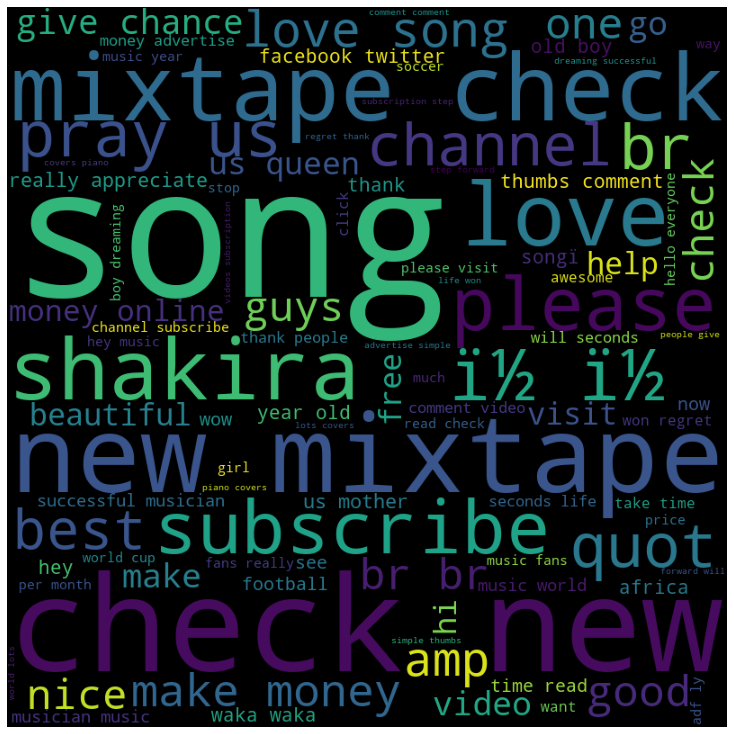 give chance
love song
comment comment
one
go
money advertise
old boy
way
music year
facebook twitter
soccer
dreaming successful
mixtape check
subscription step
pray us
channel
br
regret thank
covers piano
us queen
step forward
check
really appreciate
stop
thank
thumbs comment
song
love
boy dreaming
videos subscription
click
hello everyone
songï
help
please visit
awesome
life won
money online
guys
please
channel subscribe
thank people
will seconds
people give
hey music
advertise simple
shakira
free
ï½ ï½
much
beautiful
wow
year old
comment video
visit
now
lots covers
read check
won regret
new mixtape
girl
piano covers
successful musician
us mother
seconds life
take time
best
subscribe
price
quot
world cup
hey
fans really
see
music fans
per month
make
football
br br
music world
africa
forward will
check new
hi
simple thumbs
world lots
amp
nice
make money
time read
good
video
want
adf ly
musician music
waka waka